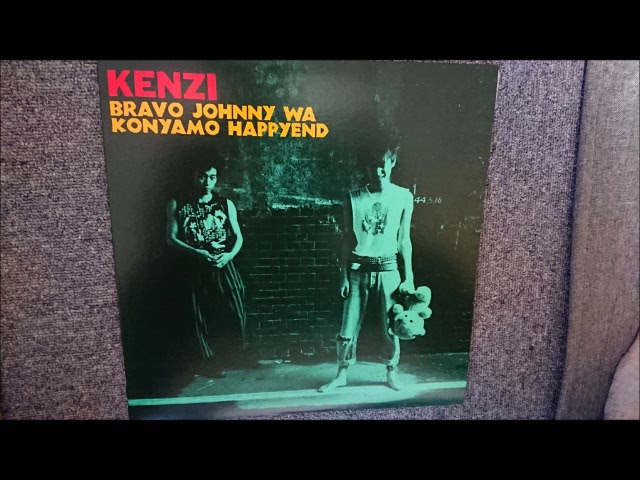 KENZI
BRAVO JOHNNY WA
KONYAMO HAPPYEND